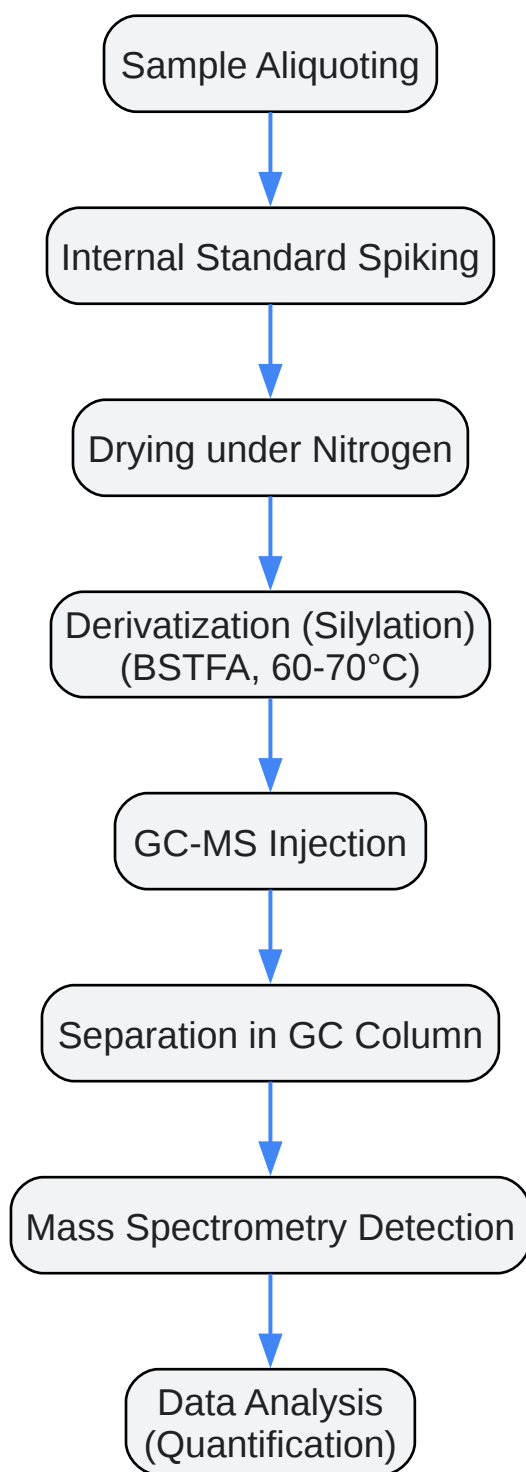 Sample Aliquoting
Internal Standard Spiking
Drying under Nitrogen
Derivatization (Silylation)
(BSTFA, 60-70°C)
GC-MS Injection
Separation in GC Column
Mass Spectrometry Detection
Data Analysis
(Quantification)